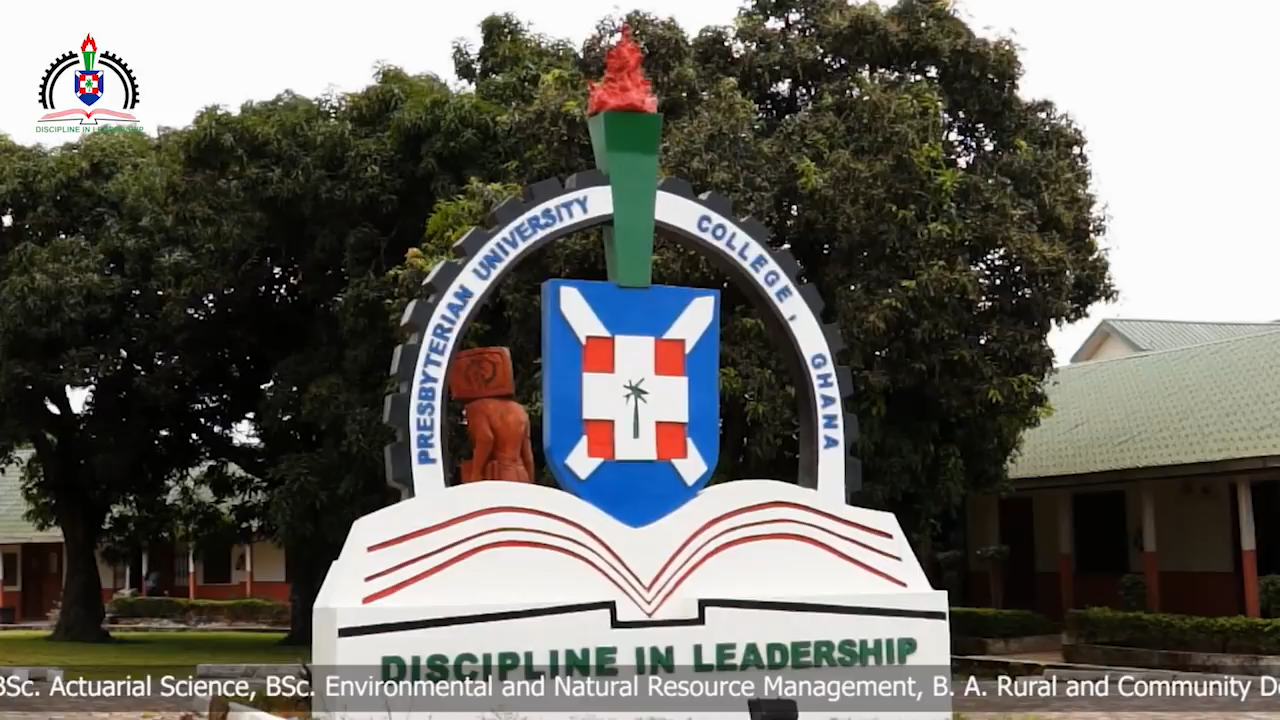 DISCIPLINE IN LEADERSHIP
PRESBYTERIAN UNIVERSITY COLLEGE, GHANA
DISCIPLINE IN LEADERSHIP
BSc. Actuarial Science, BSc. Environmental and Natural Resource Management, B. A. Rural and Community